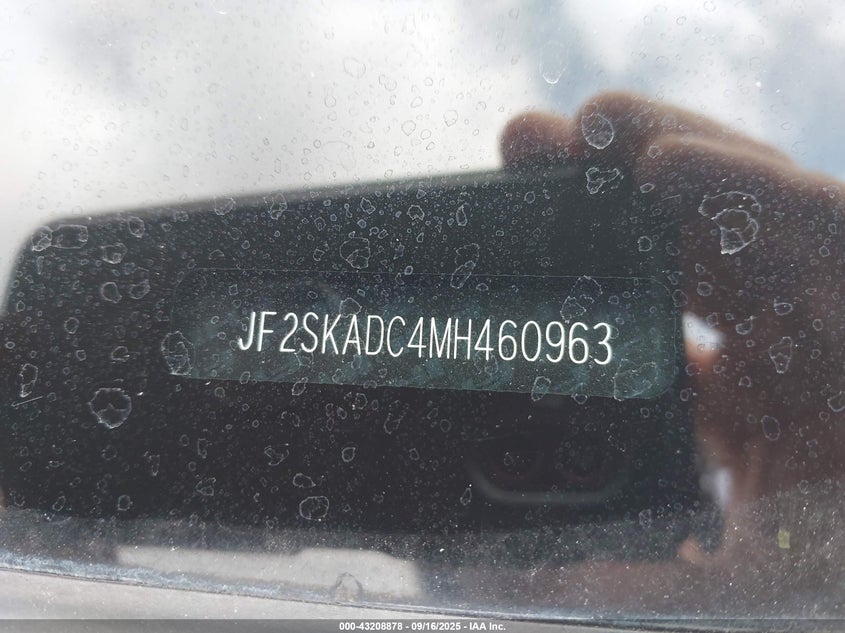 JF2SKADC4MH460963
000-43208878 - 09/16/2025 - IAA Inc.